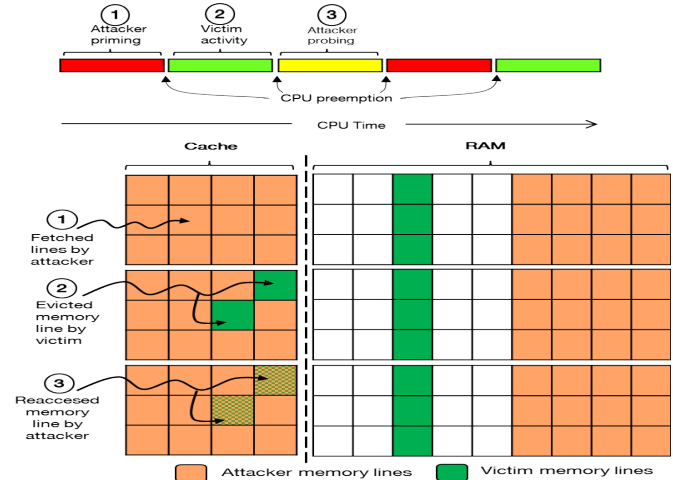 1 2 3
Attacker priming
Victim activity
Attacker probing
CPU preemption
CPU Time
Cache RAM
1
Fetched
lines by
attacker
2
Evicted
memory
line by
victim
3
Reaccesed
memory
line by
attacker
Attacker memory lines Victim memory lines